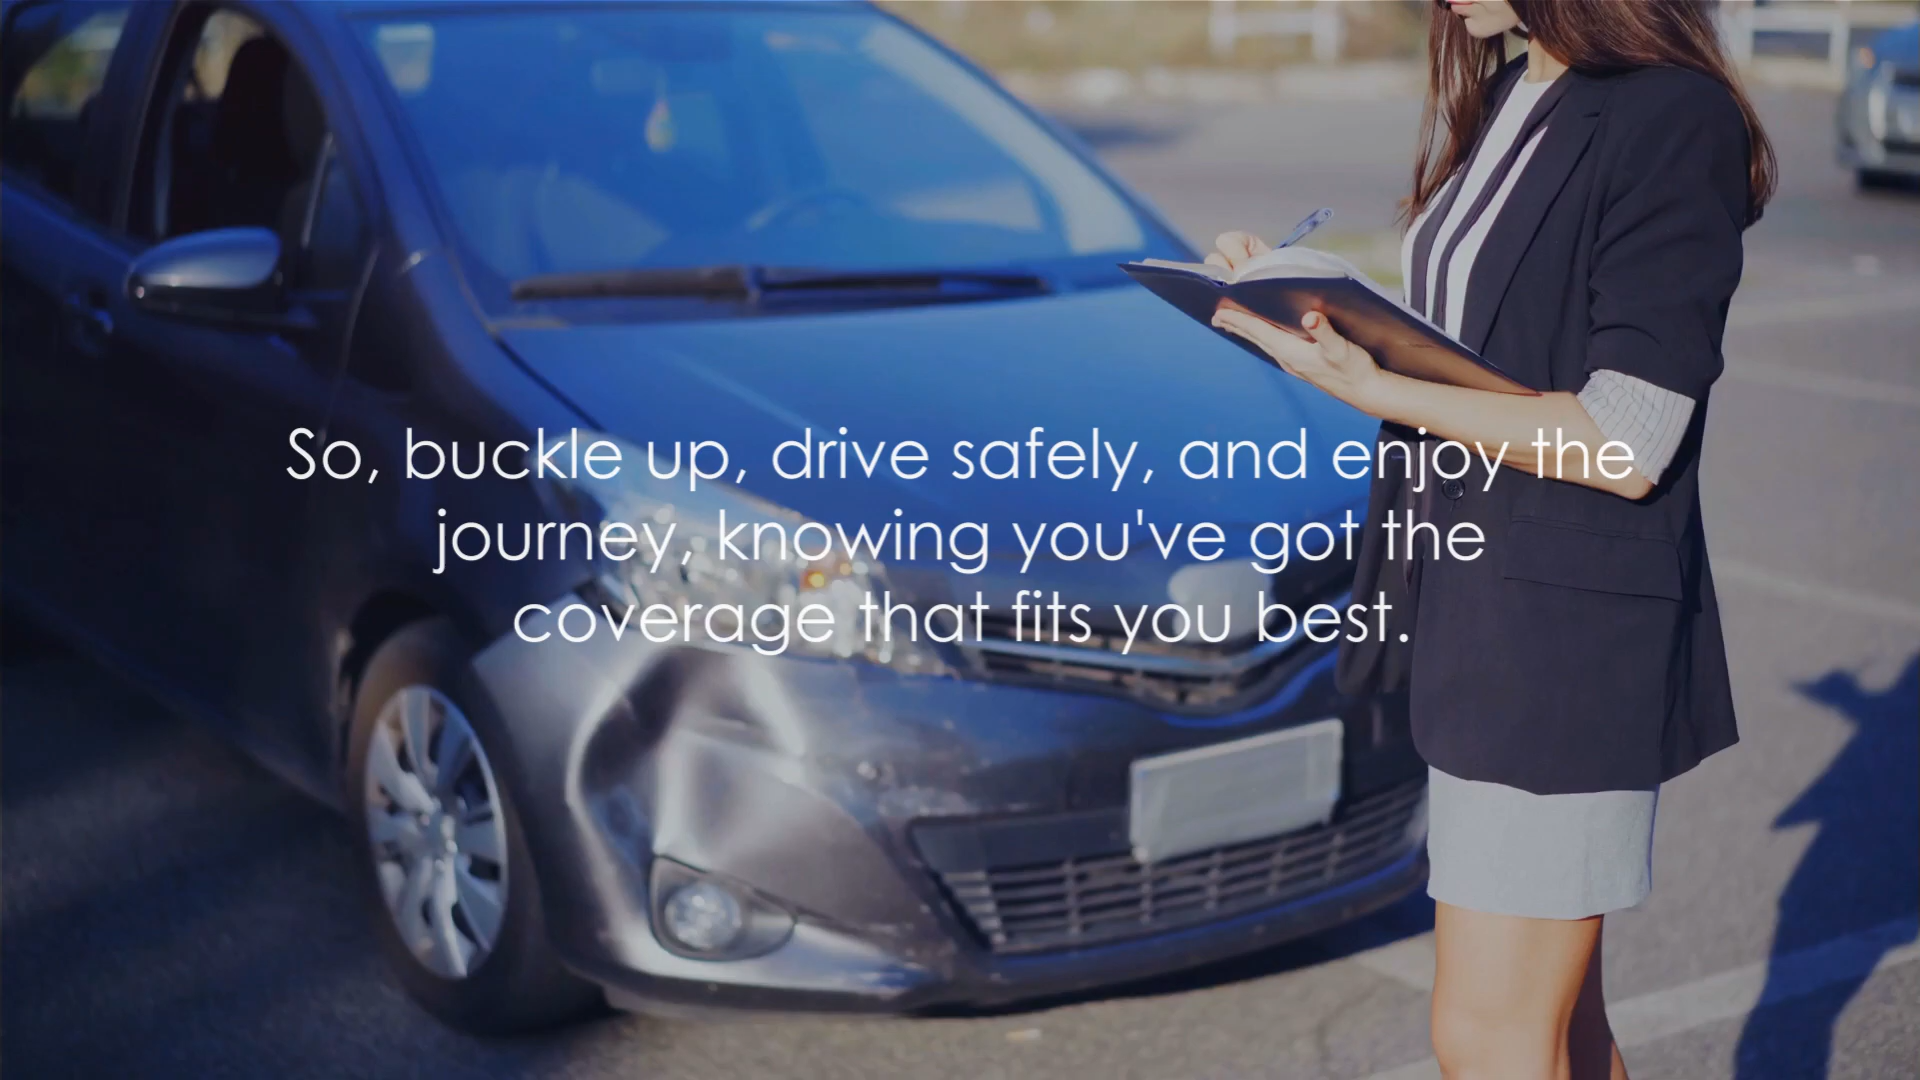 So, buckle up, drive safely, and enjoy the
journey, knowing you've got the
coverage that fits you best.